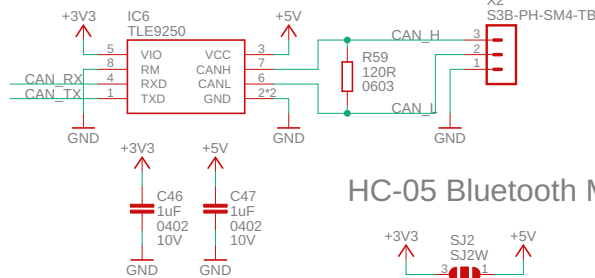 X2
S3B-PH-SM4-TB
+3V3
IC6
TLE9250
+5V
5 VIO VCC 3
8 RM CANH 7
CAN_RX 4 RXD CANL 6
CAN_TX 1 TXD GND 2*2
CAN_H
R59
120R
0603
CAN_L
3
2
1
GND
GND
GND
+3V3
+5V
C46
1uF
0402
10V
C47
1uF
0402
10V
GND
GND
HC-05 Bluetooth
+3V3
SJ2
SJ2W
+5V
3
1